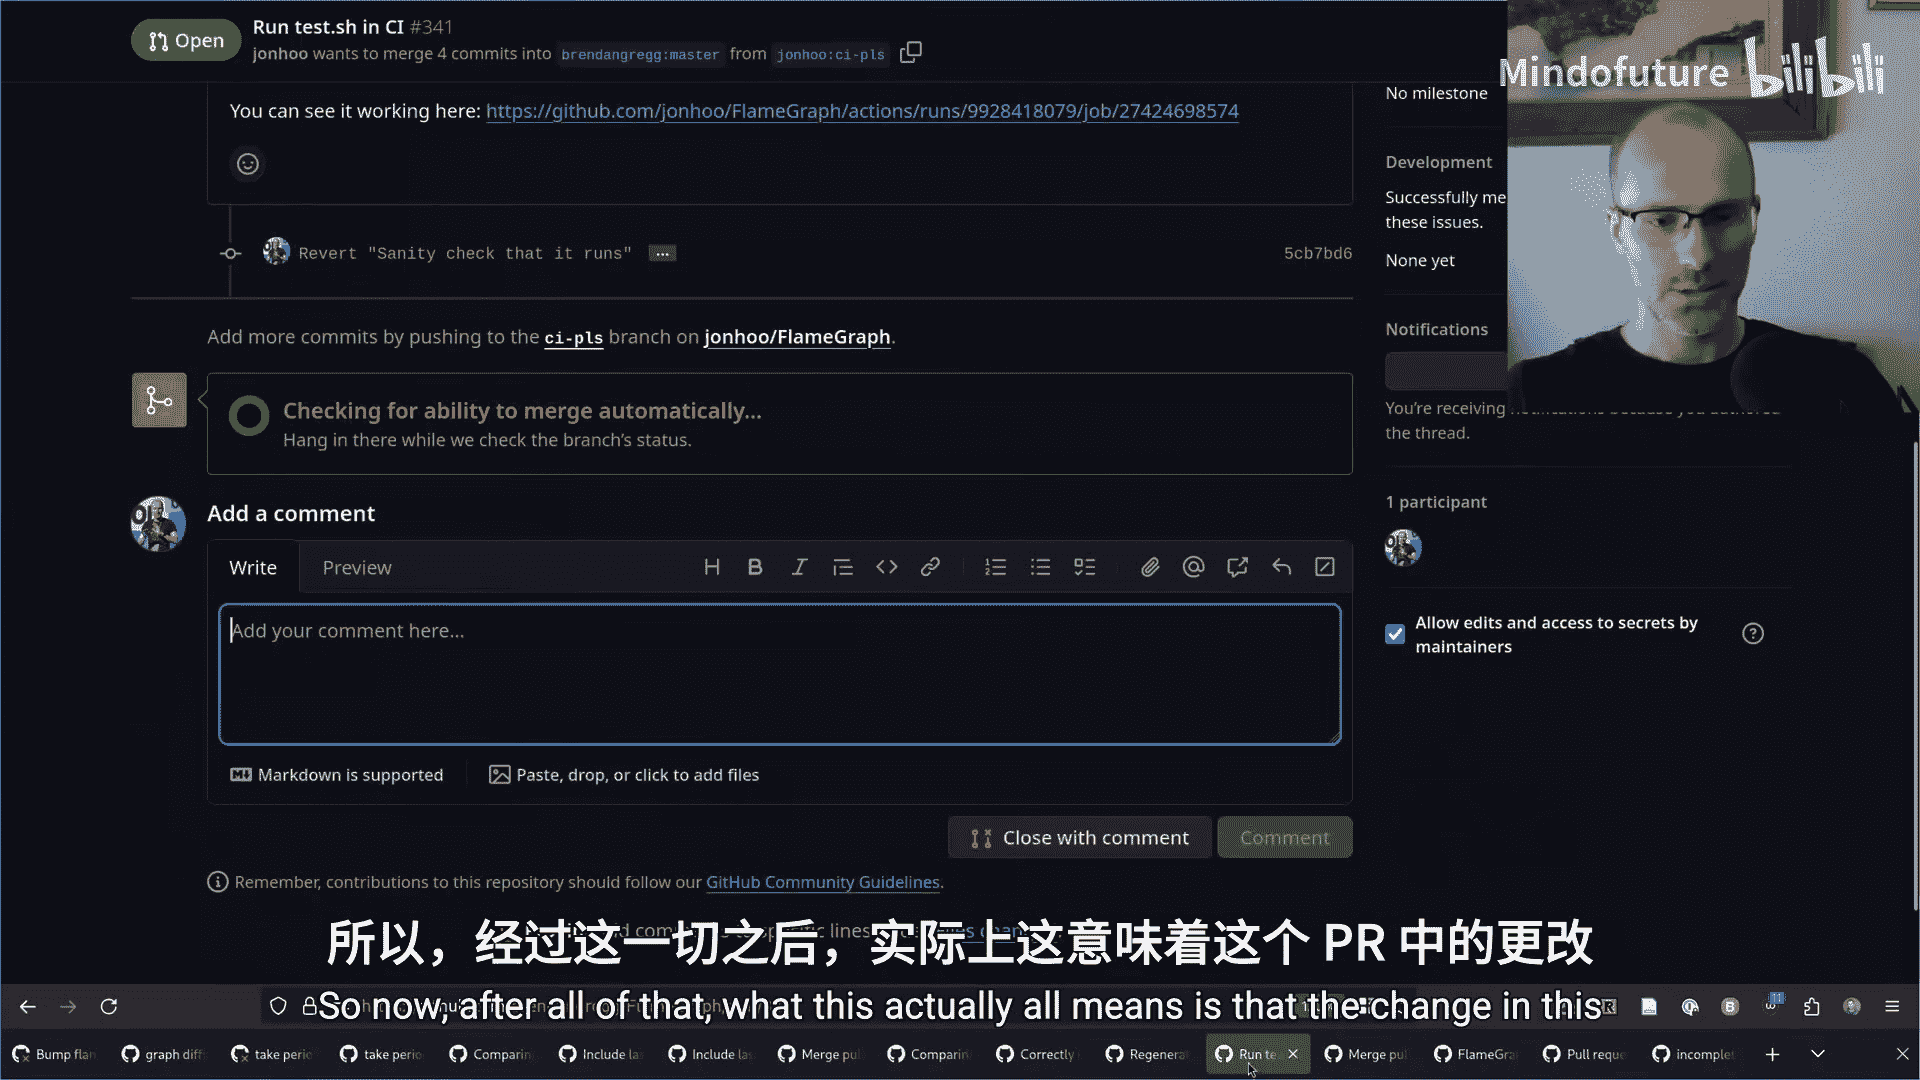 Open
Run test.sh in CI #341
jonhoo wants to merge 4 commits into brendangregg:master from jonhoo:ci-pls
Mindofuture bilibili
You can see it working here: https://github.com/jonhoo/FlameGraph/actions/runs/9928418079/job/27424698574
No milestone
Development
Successfully me
these issues.
None yet
Revert "Sanity check that it runs" ...
5cb7bd6
Add more commits by pushing to the ci-pls branch on jonhoo/FlameGraph.
Notifications
You're receiving notifications because you authored
the thread.
Checking for ability to merge automatically...
Hang in there while we check the branch's status.
1 participant
Add a comment
Write
Preview
Add your comment here...
Allow edits and access to secrets by
maintainers
Markdown is supported
Paste, drop, or click to add files
Close with comment
Comment
Remember, contributions to this repository should follow our GitHub Community Guidelines.
所以，经过这一切之后，实际上这意味着这个 PR 中的更改
So now, after all of that, what this actually all means is that the change in this
Bump flan
graph diff
take perio
take perio
Comparin
Include la
Include las
Merge pul
Comparin
Correctly
Regenera
Run te
Merge pul
FlameGra
Pull reque
incomple